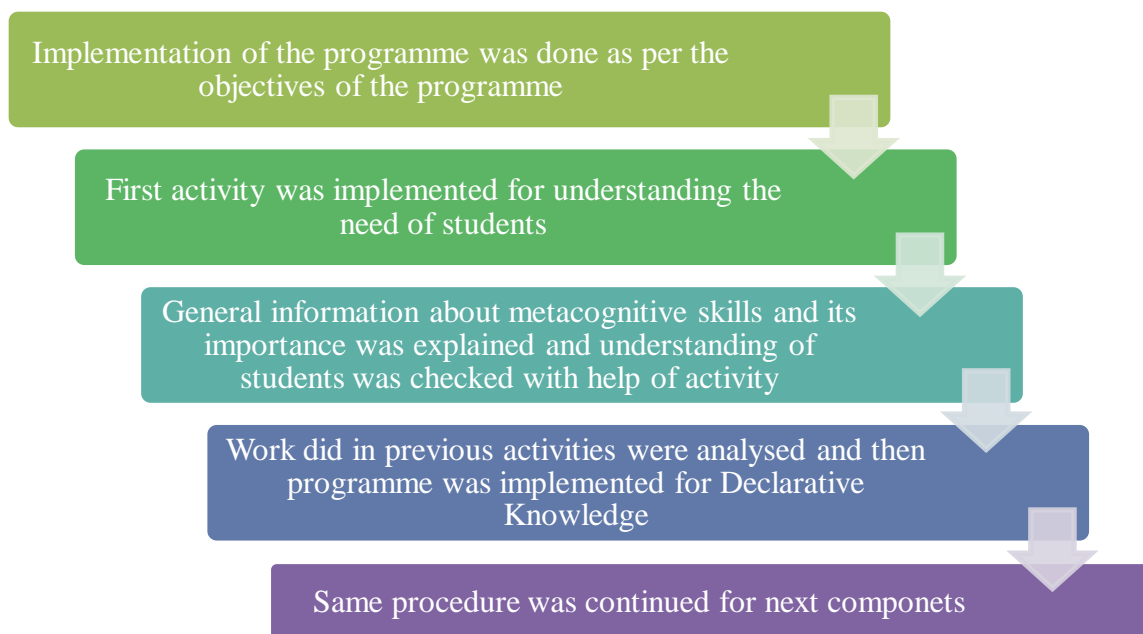 Implementation of the programme was done as per the
objectives of the programme
First activity was implemented for understanding the
need of students
General information about metacognitive skills and its
importance was explained and understanding of
students was checked with help of activity
Work did in previous activities were analysed and then
programme was implemented for Declarative
Knowledge
Same procedure was continued for next componets